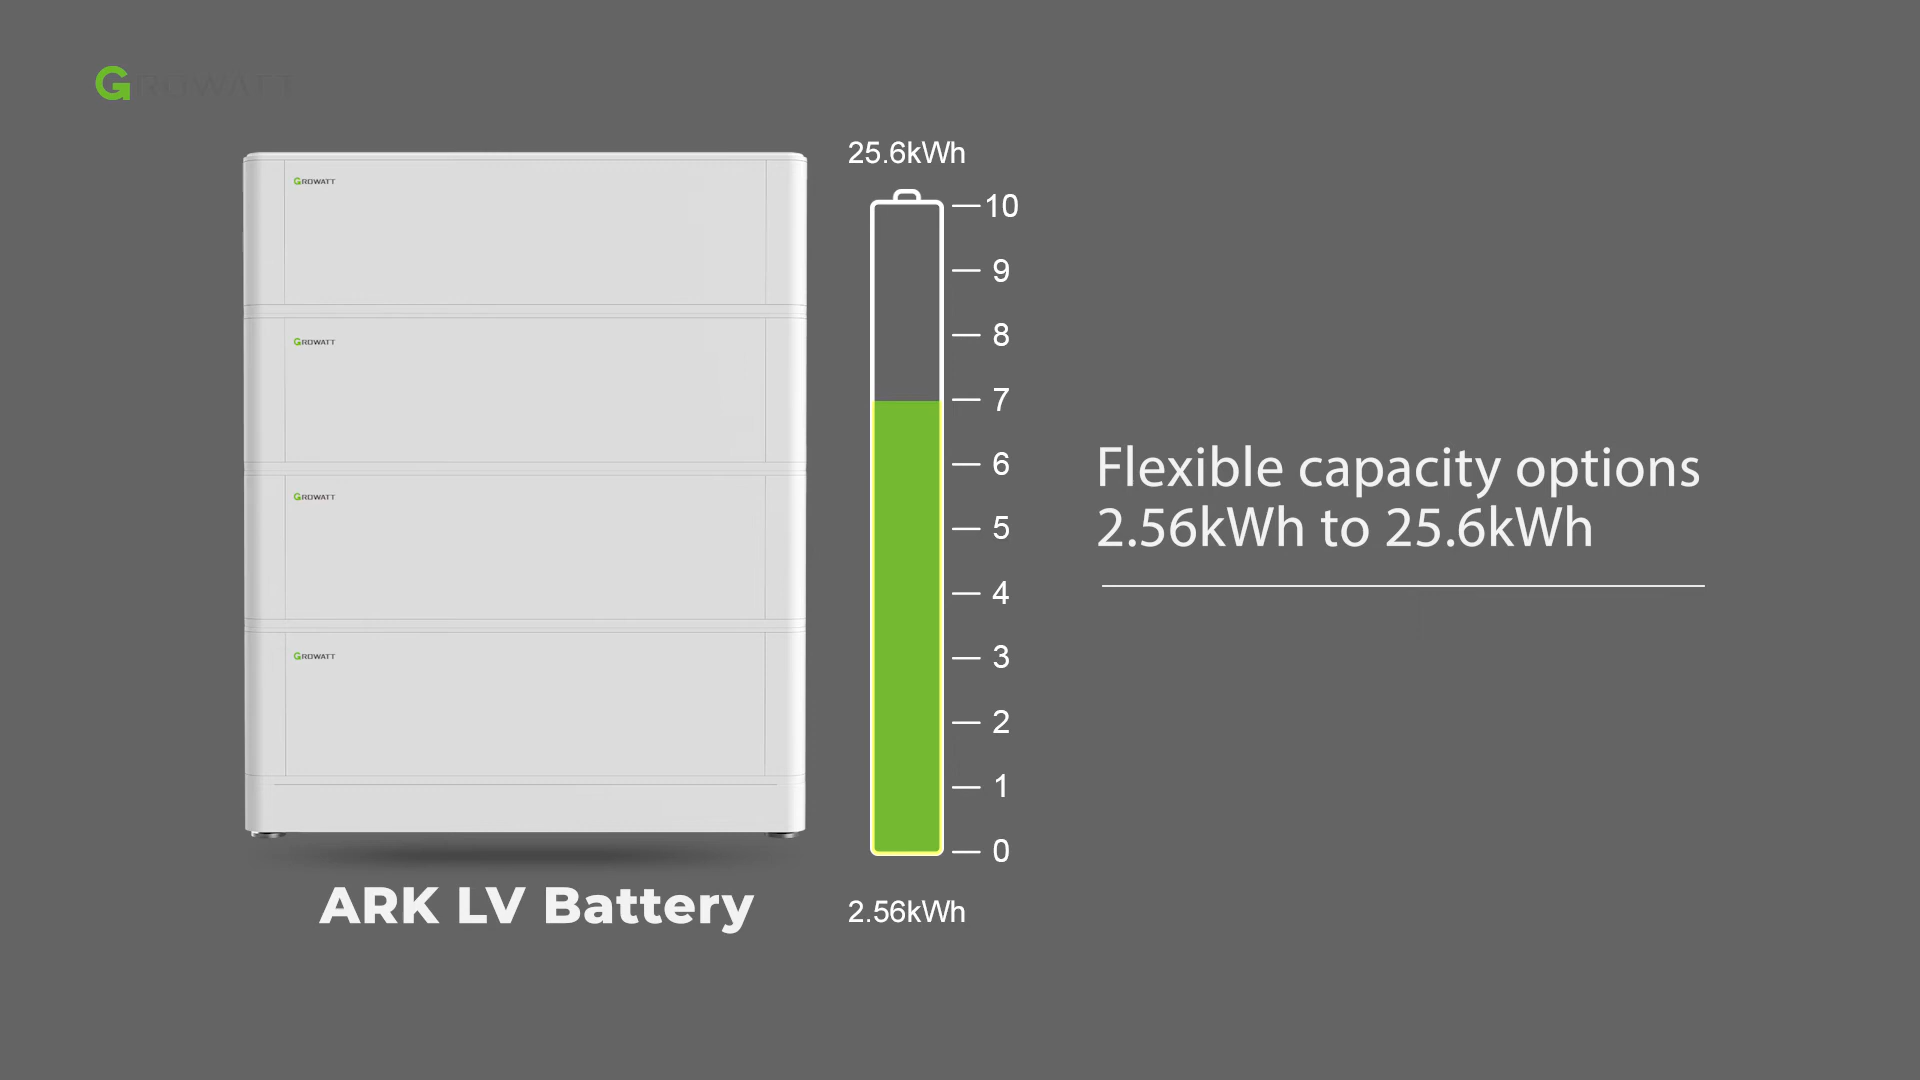 GROWATT
25.6kWh
10
9
8
7
6
5
4
3
2
1
0
2.56kWh
GROWATT
GROWATT
GROWATT
GROWATT
ARK LV Battery
Flexible capacity options
2.56kWh to 25.6kWh